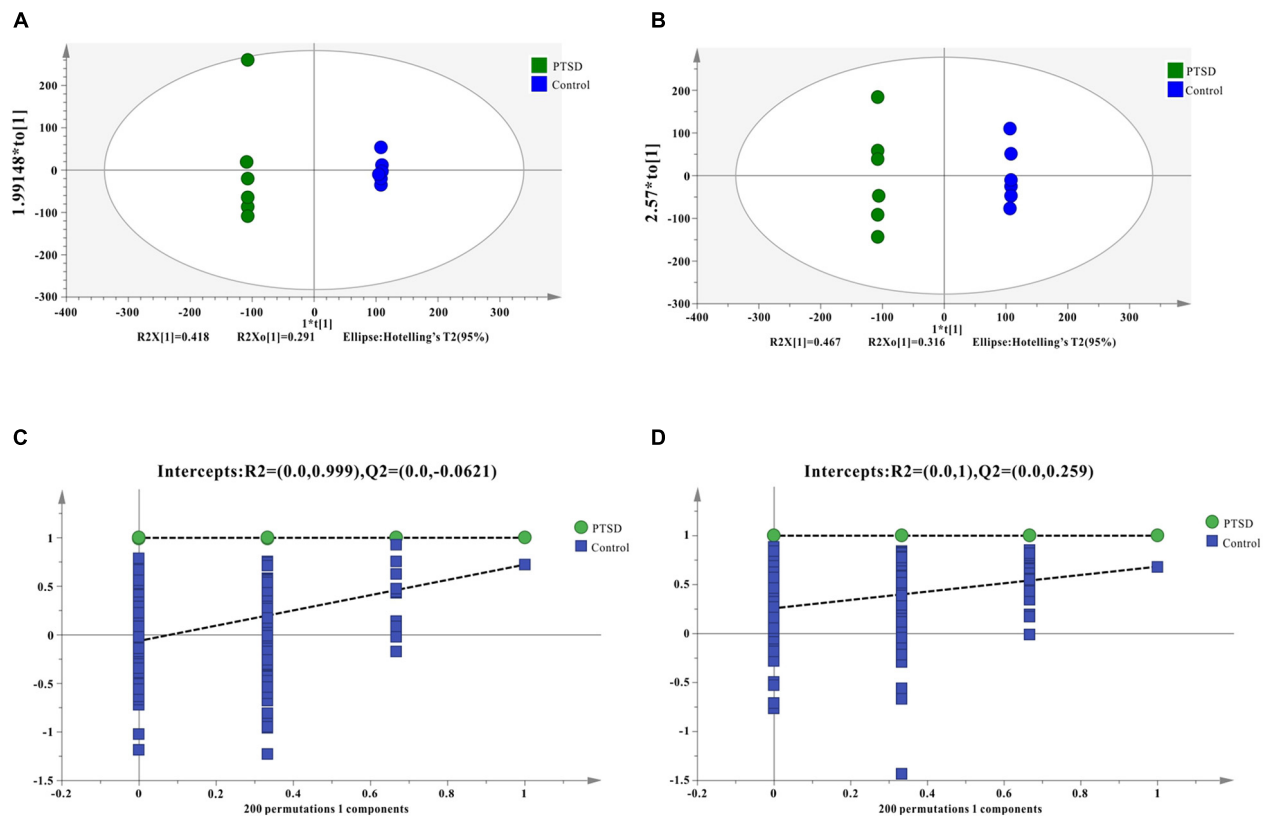 A
1.99148*to[1]
200
100
0
-100
-200
-300
-400
-300
-200
-100
0
100
200
300
400
1*t[1]
R2X[1]=0.418
R2Xo[1]=0.291
Ellipse:Hotelling's T2(95%)
PTSD
Control
B
2.57*to[1]
200
100
0
-100
-200
-300
-400
-300
-200
-100
0
100
200
300
1*t[1]
R2X[1]=0.467
R2Xo[1]=0.316
Ellipse:Hotelling's T2(95%)
PTSD
Control
C
Intercepts:R2=(0.0,0.999),Q2=(0.0,-0.0621)
1
0.5
0
-0.5
-1
-1.5
-0.2
0
0.2
0.4
0.6
0.8
1
200 permutations 1 components
PTSD
Control
D
Intercepts:R2=(0.0,1),Q2=(0.0,0.259)
1
0.5
0
-0.5
-1
-1.5
-0.2
0
0.2
0.4
0.6
0.8
1
200 permutations 1 components
PTSD
Control